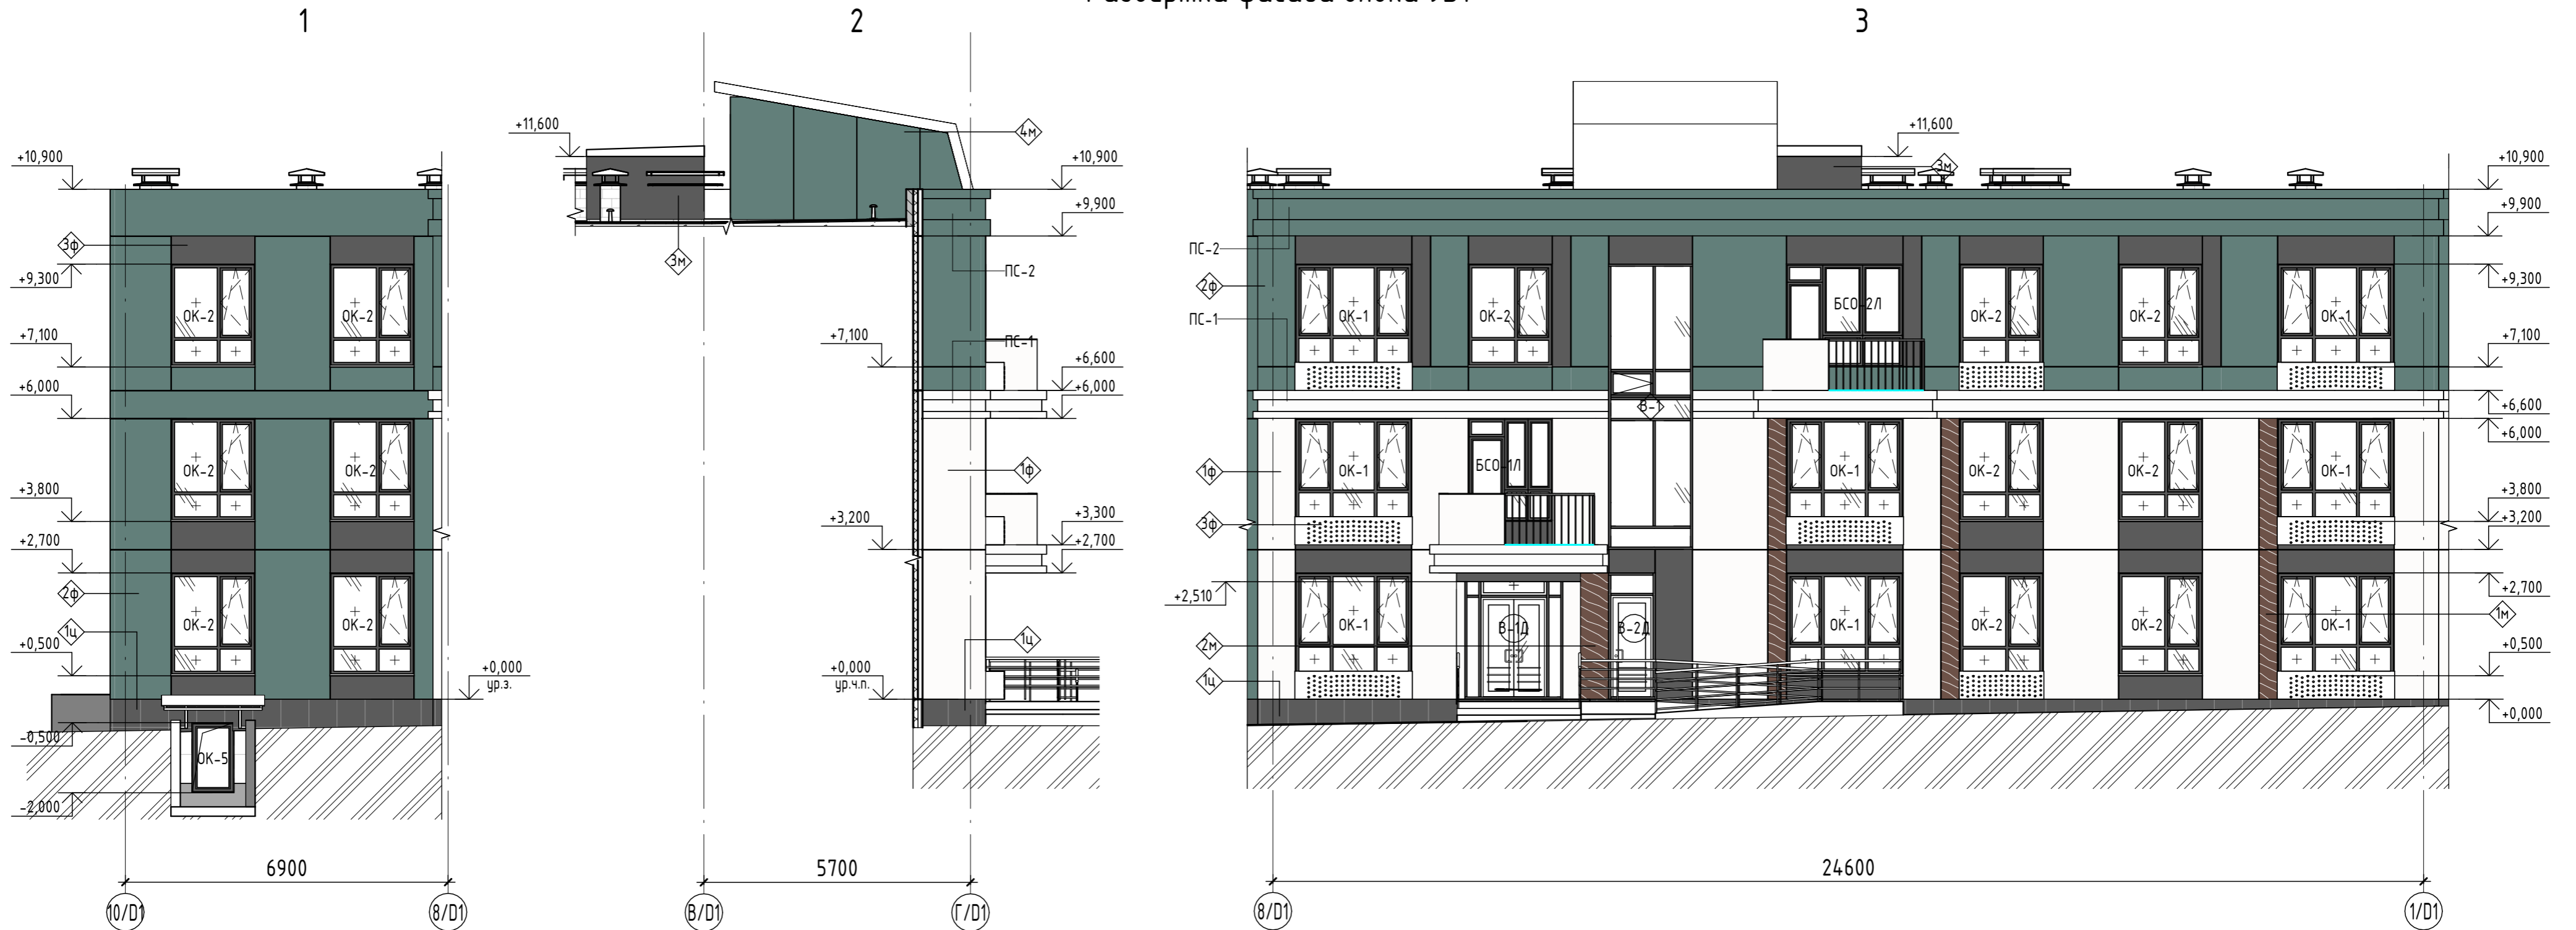 1
2
3
+10,900
3ф
+9,300
ОК-2
ОК-2
+7,100
+6,000
ОК-2
ОК-2
+3,800
+2,700
2ф
ОК-2
ОК-2
1ц
+0,500
+0,000
ур.з.
-0,500
ОК-5
-2,000
6900
10/D1
8/D1
+11,600
4м
+10,900
+9,900
3м
ПС-2
+7,100
ПС-1
+6,600
+6,000
1ф
+3,200
+3,300
+2,700
1ц
+0,000
ур.ч.п.
5700
В/D1
Г/D1
+11,600
3м
+10,900
+9,900
ПС-2
2ф
+9,300
ПС-1
ОК-1
ОК-2
БСО-2Л
ОК-2
ОК-2
ОК-1
+7,100
В-1
+6,600
+6,000
1ф
ОК-1
БСО-1Л
ОК-1
ОК-2
ОК-2
ОК-1
+3,800
3ф
+3,200
+2,700
+2,510
ОК-1
В-1Д
В-2Д
ОК-1
ОК-2
ОК-2
ОК-1
1м
2м
+0,500
1ц
+0,000
24600
8/D1
1/D1